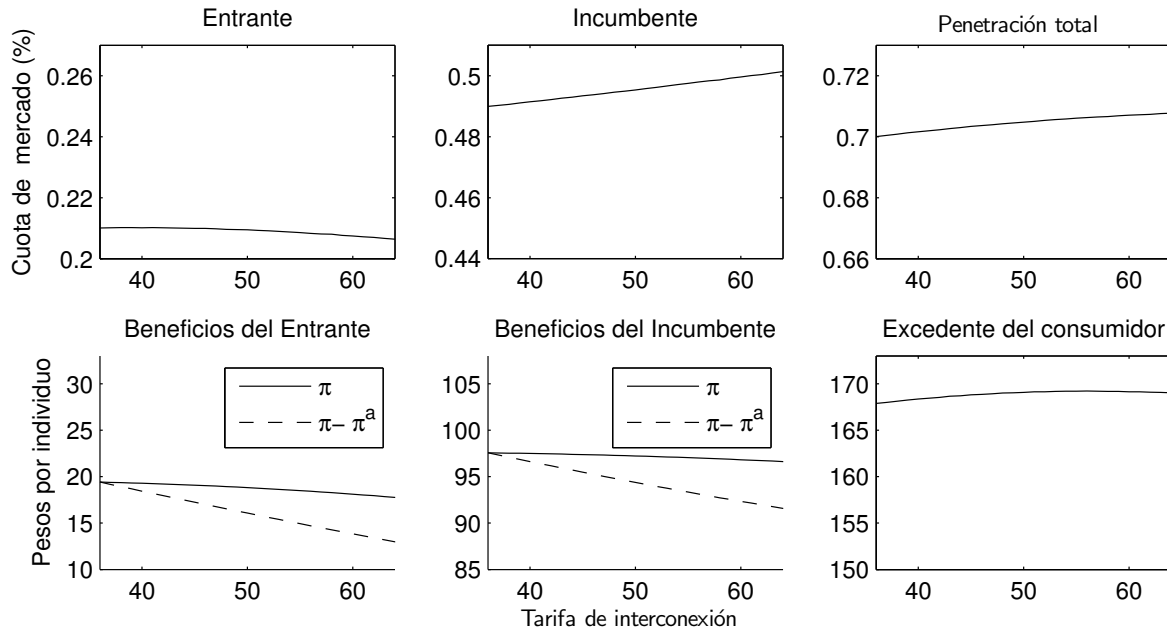 Entrante
Incumbente
Penetración total
Cuota de mercado (%)
0.26
0.24
0.22
0.2
40 50 60
0.5
0.48
0.46
0.44
40 50 60
0.72
0.7
0.68
0.66
40 50 60
Beneficios del Entrante
Beneficios del Incumbente
Excedente del consumidor
Pesos por individuo
30
25
20
15
10
π
π– πᵃ
40 50 60
105
100
95
90
85
π
π– πᵃ
40 50 60
170
165
160
155
150
40 50 60
Tarifa de interconexión